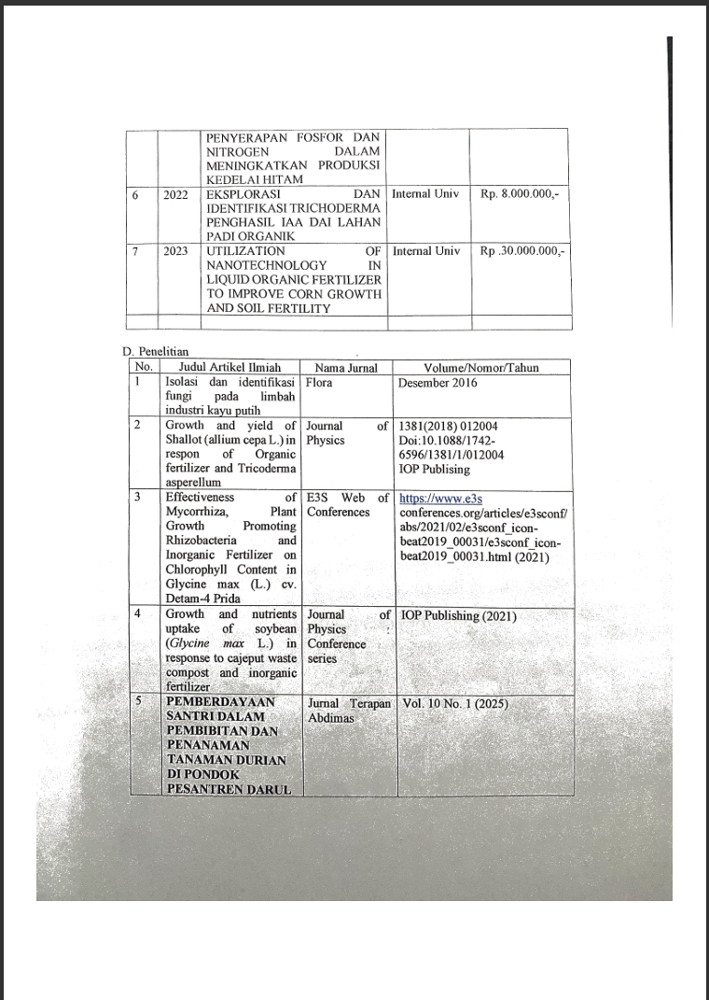 PENYERAPAN FOSFOR DAN
NITROGEN DALAM
MENINGKATKAN PRODUKSI
KEDELAI HITAM
6 2022 EKSPLORASI DAN Internal Univ Rp. 8.000.000,-
IDENTIFIKASI TRICHODERMA
PENGHASIL IAA DAI LAHAN
PADI ORGANIK
7 2023 UTILIZATION OF Internal Univ Rp .30.000.000,-
NANOTECHNOLOGY IN
LIQUID ORGANIC FERTILIZER
TO IMPROVE CORN GROWTH
AND SOIL FERTILITY
D. Penelitian
No. Judul Artikel Ilmiah Nama Jurnal Volume/Nomor/Tahun
1 Isolasi dan identifikasi Flora Desember 2016
fungi pada limbah
industri kayu putih
2 Growth and yield of Journal of 1381(2018) 012004
Shallot (allium cepa L.) in Physics Doi:10.1088/1742-
respon of Organic 6596/1381/1/012004
fertilizer and Tricoderma IOP Publising
asperellum
3 Effectiveness of E3S Web of https://www.e3s
Mycorrhiza, Plant Conferences conferences.org/articles/e3sconf/
Growth Promoting abs/2021/02/e3sconf_icon-
Rhizobacteria and beat2019_00031/e3sconf_icon-
Inorganic Fertilizer on beat2019_00031.html (2021)
Chlorophyll Content in
Glycine max (L.) cv.
Detam-4 Prida
4 Growth and nutrients Journal of IOP Publishing (2021)
uptake of soybean Physics :
(Glycine max L.) in Conference
response to cajeput waste series
compost and inorganic
fertilizer
5 PEMBERDAYAAN Jurnal Terapan Vol. 10 No. 1 (2025)
SANTRI DALAM Abdimas
PEMBIBITAN DAN
PENANAMAN
TANAMAN DURIAN
DI PONDOK
PESANTREN DARUL